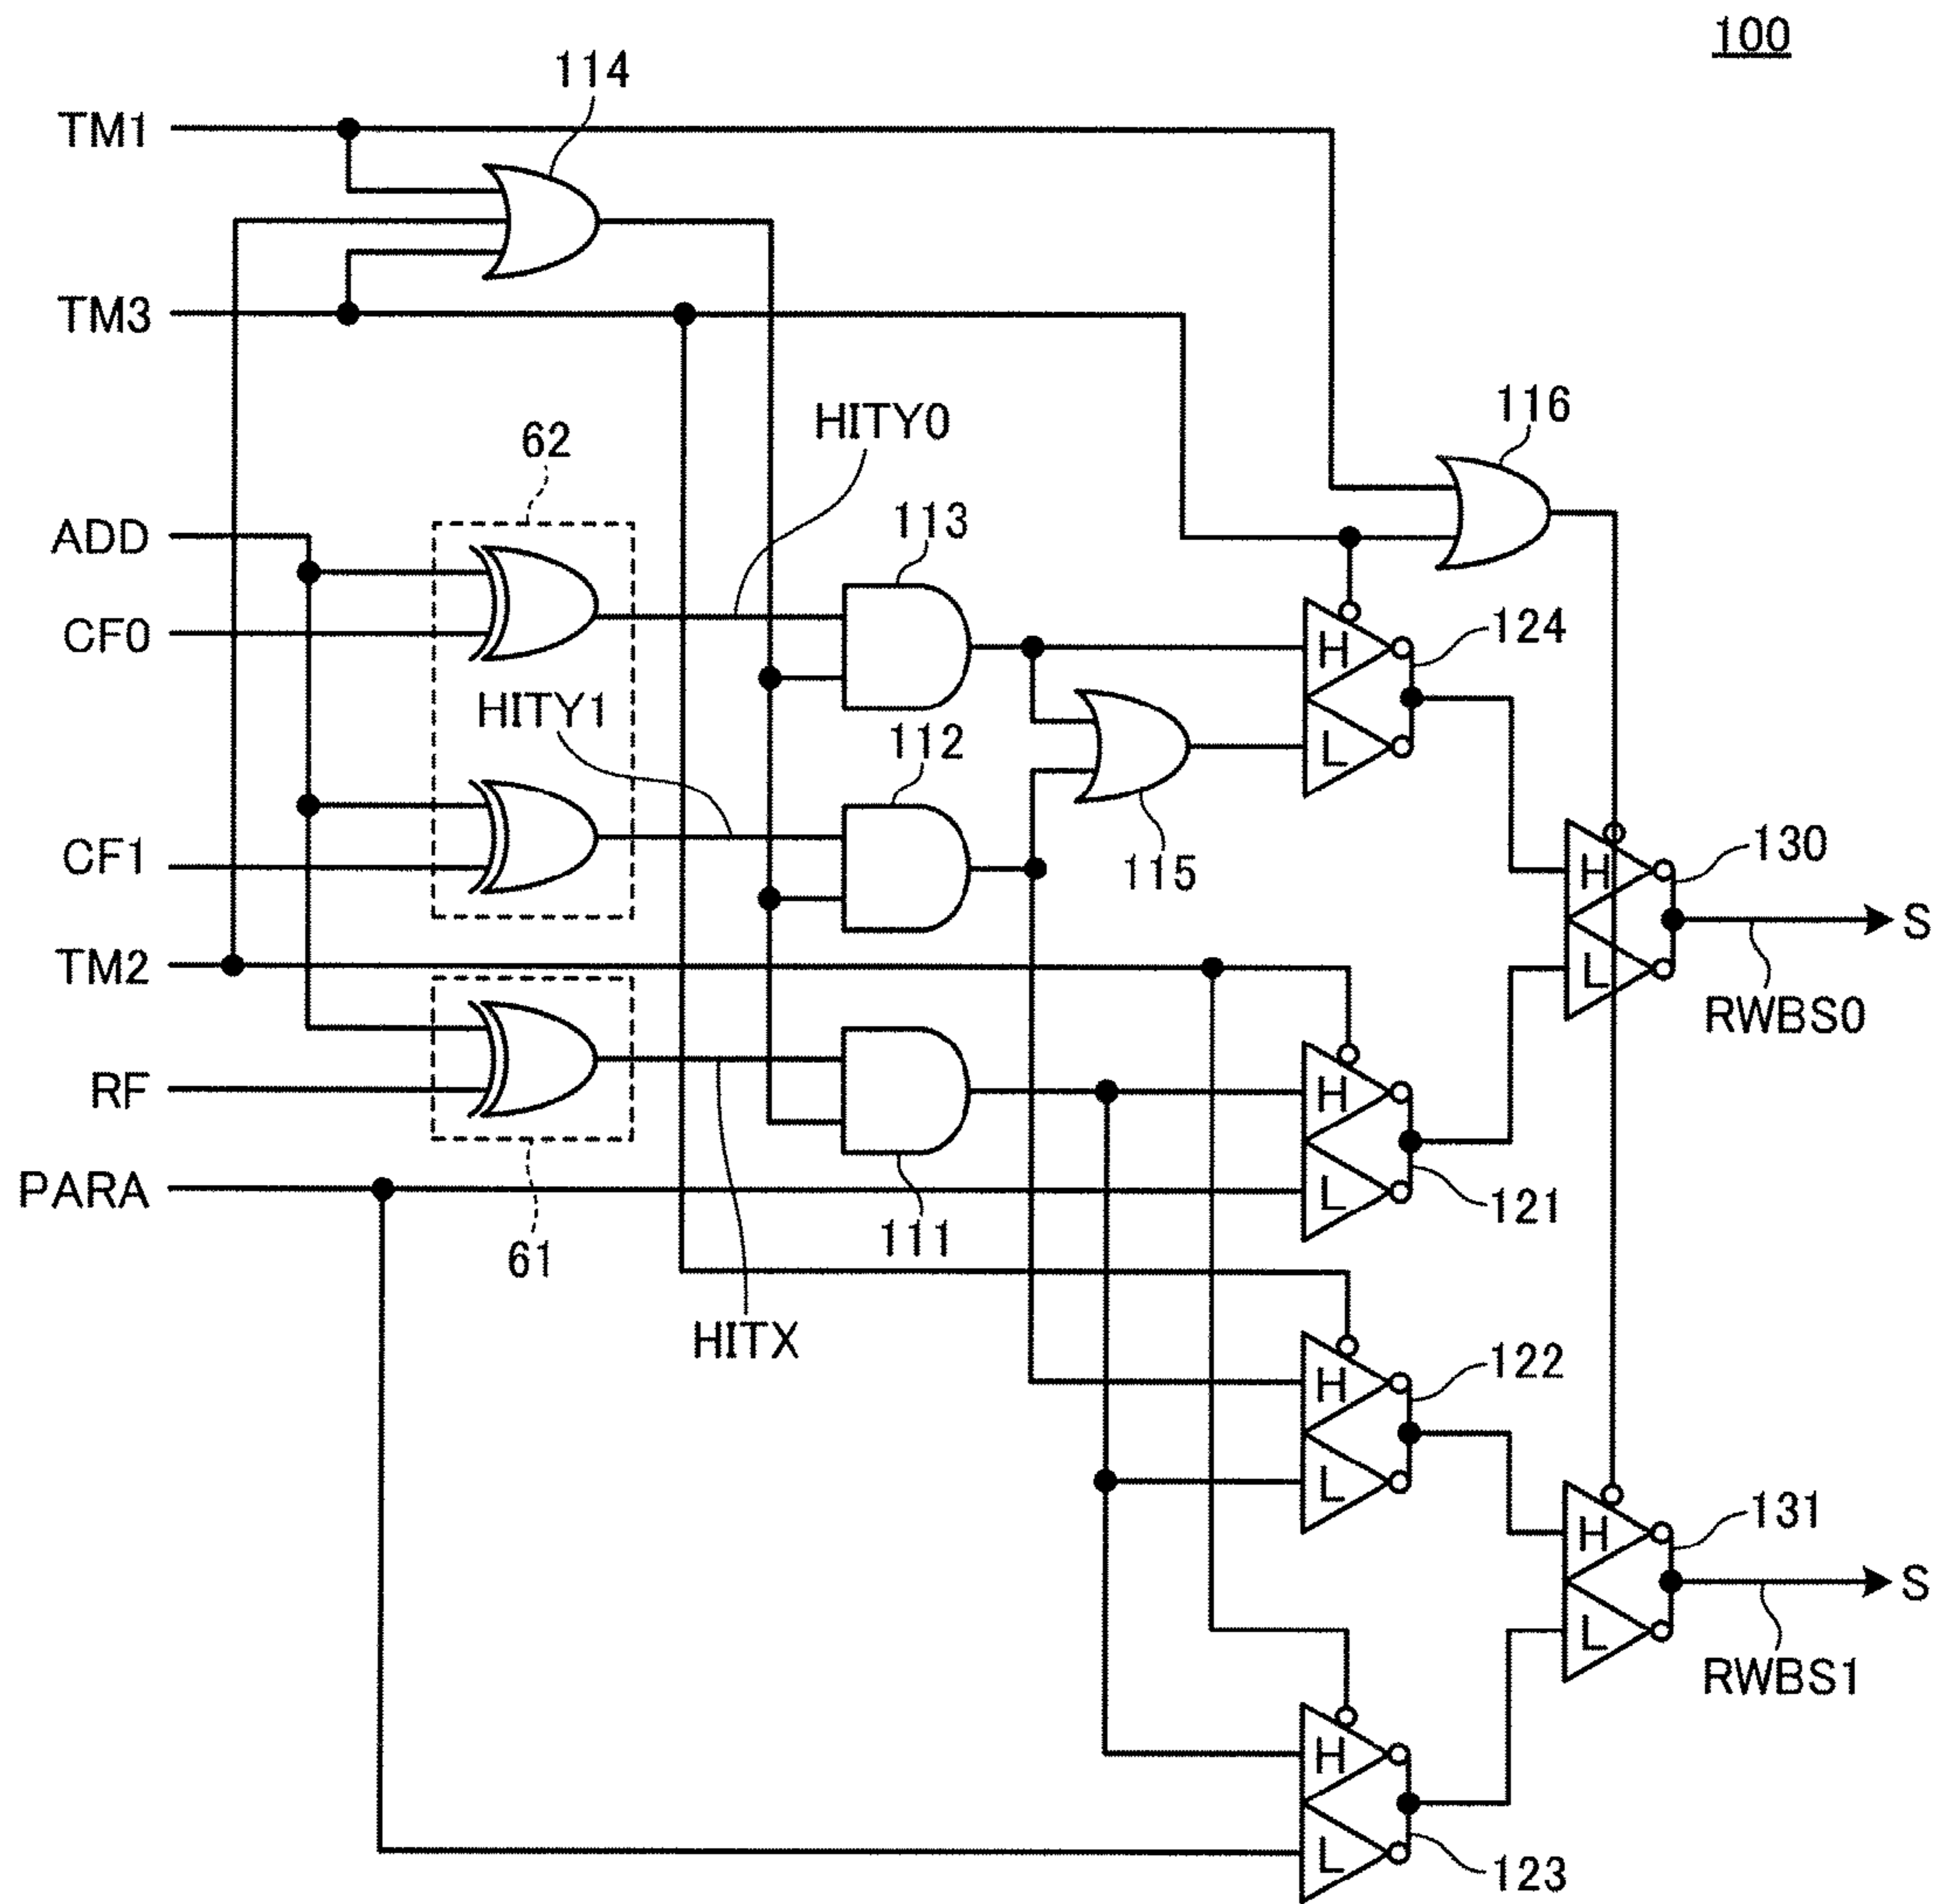 100
114
TM1
TM3
HITY0
116
62
113
ADD
CF0
H
124
HITY1
112
L
CF1
115
H
130
S
TM2
L
RWBS0
RF
H
PARA
L
121
111
61
HITX
H
122
L
H
131
S
L
RWBS1
H
L
123